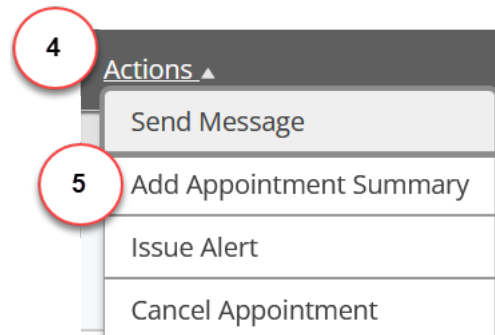 4
Actions ▲
Send Message
5
Add Appointment Summary
Issue Alert
Cancel Appointment